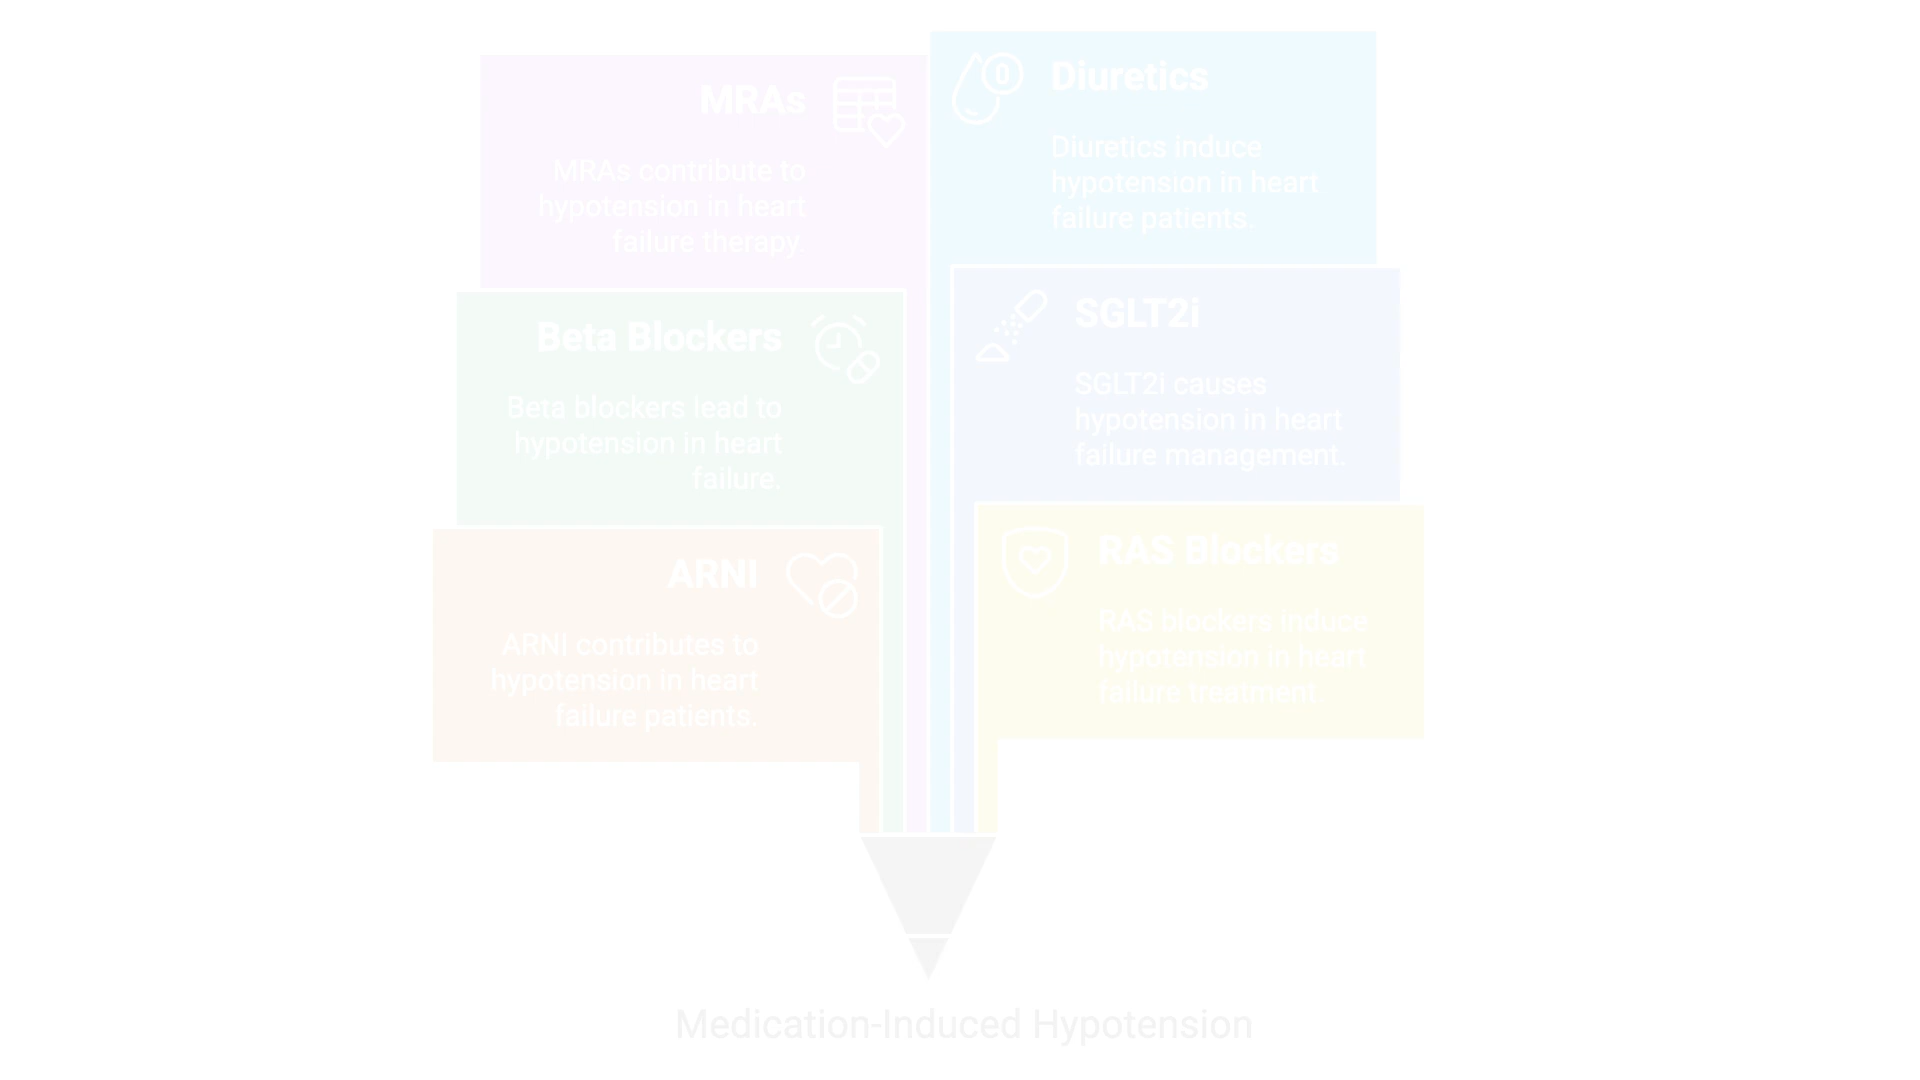 MRAs
MRAs contribute to
hypotension in heart
failure therapy.
Diuretics
Diuretics induce
hypotension in heart
failure patients.
Beta Blockers
Beta blockers lead to
hypotension in heart
failure.
SGLT2i
SGLT2i causes
hypotension in heart
failure management.
ARNI
ARNI contributes to
hypotension in heart
failure patients.
RAS Blockers
RAS blockers induce
hypotension in heart
failure treatment
Medication-Induced Hypotension